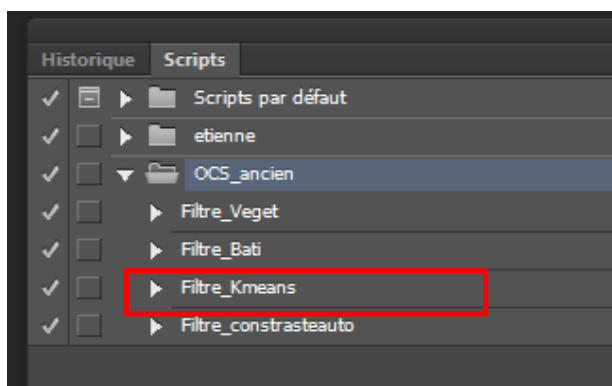 Historique Scripts
Scripts par défaut
etienne
OCS_ancien
Filtre_Veget
Filtre_Bati
Filtre_Kmeans
Filtre_constrasteauto